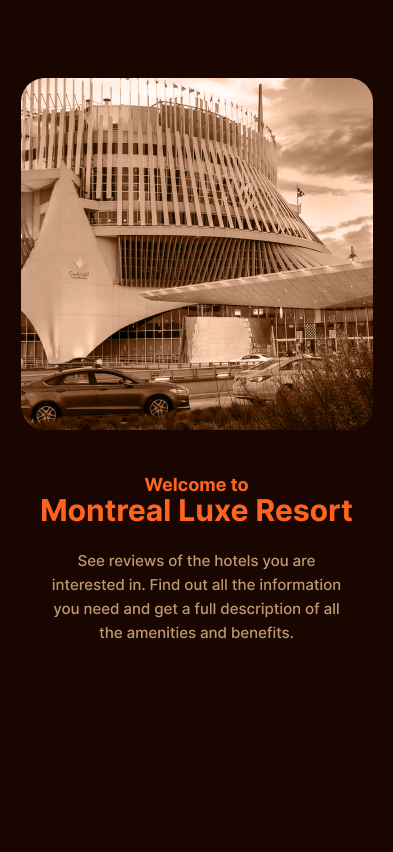 Welcome to
Montreal Luxe Resort
See reviews of the hotels you are
interested in. Find out all the information
you need and get a full description of all
the amenities and benefits.